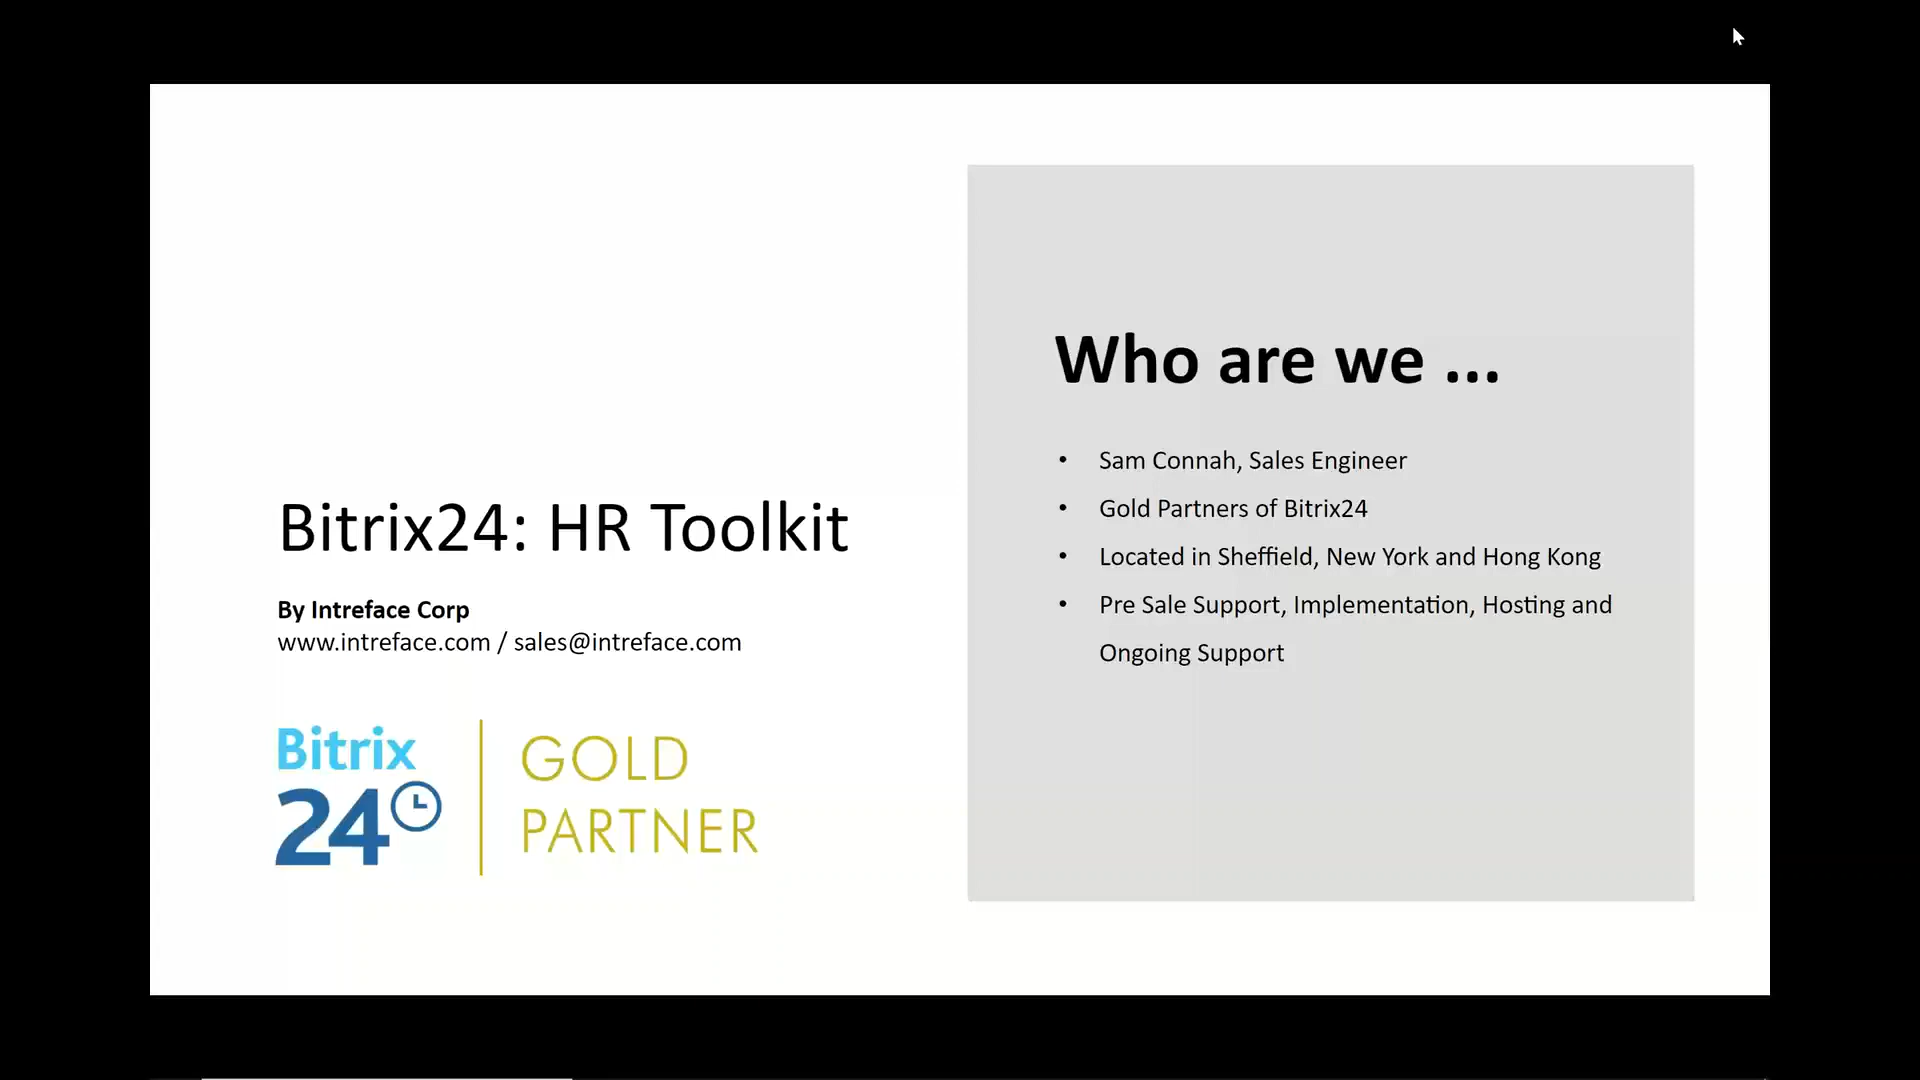 Bitrix24: HR Toolkit
By Intreface Corp
www.intreface.com / sales@intreface.com
Bitrix
24
GOLD
PARTNER
Who are we ...
• Sam Connah, Sales Engineer
• Gold Partners of Bitrix24
• Located in Sheffield, New York and Hong Kong
• Pre Sale Support, Implementation, Hosting and
Ongoing Support